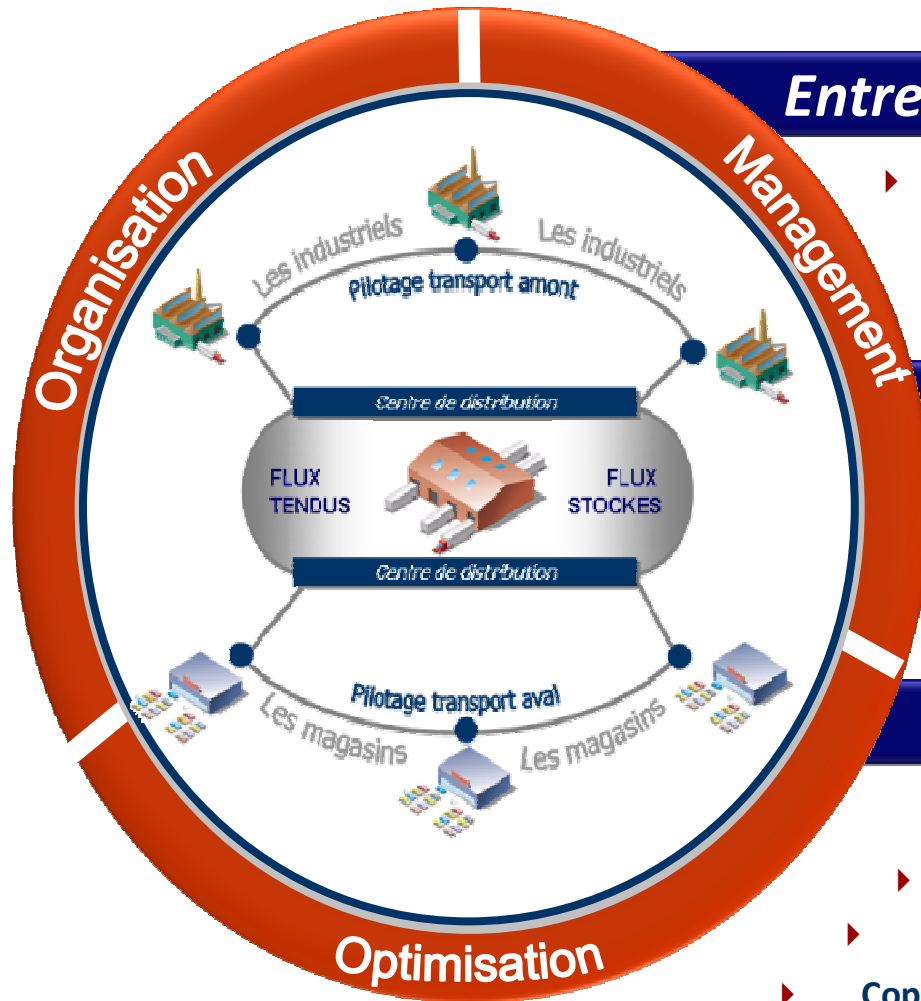 Entre
Organisation
Management
Les industriels
Les industriels
Pilotage transport amont
Centre de distribution
FLUX
TENDUS
FLUX
STOCKES
Centre de distribution
Pilotage transport aval
Les magasins
Les magasins
Optimisation
Con